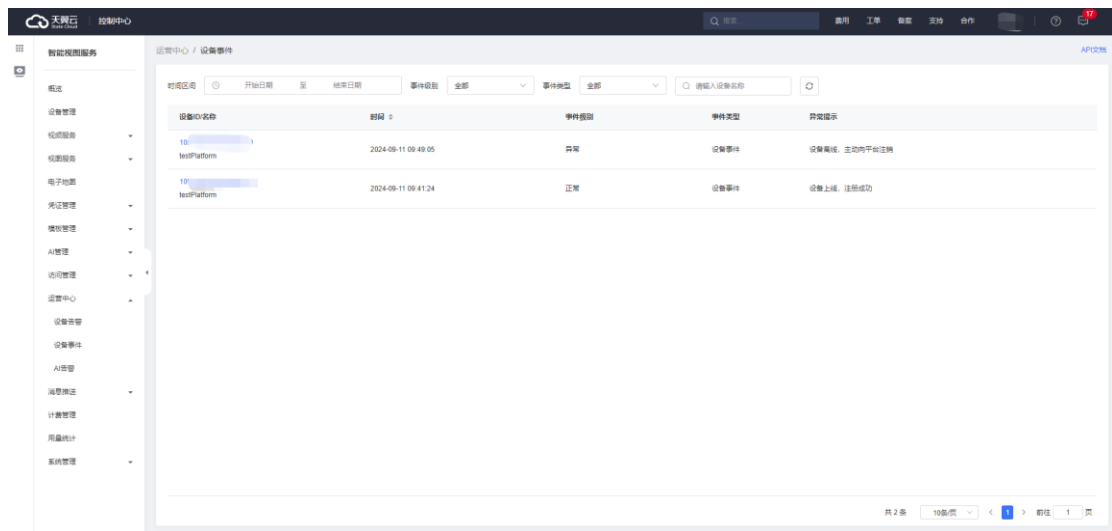 天翼云 控制中心 搜索... 费用 工单 备案 支持 合作 17
State Cloud
智能视图服务
运营中心 / 设备事件 API文档
概览
设备管理
视频服务
视图服务
电子地图
凭证管理
模板管理
AI管理
访问管理
运营中心
设备告警
设备事件
AI告警
消息推送
计费管理
用量统计
系统管理
时间区间 开始日期 至 结束日期 事件级别 全部 事件类型 全部 请输入设备名称
设备ID/名称 时间 事件级别 事件类型 异常提示
testPlatform 2024-09-11 09:49:05 异常 设备事件 设备离线，主动向平台注销
testPlatform 2024-09-11 09:41:24 正常 设备事件 设备上线，注册成功
共 2 条 10条/页 1 前往 1 页